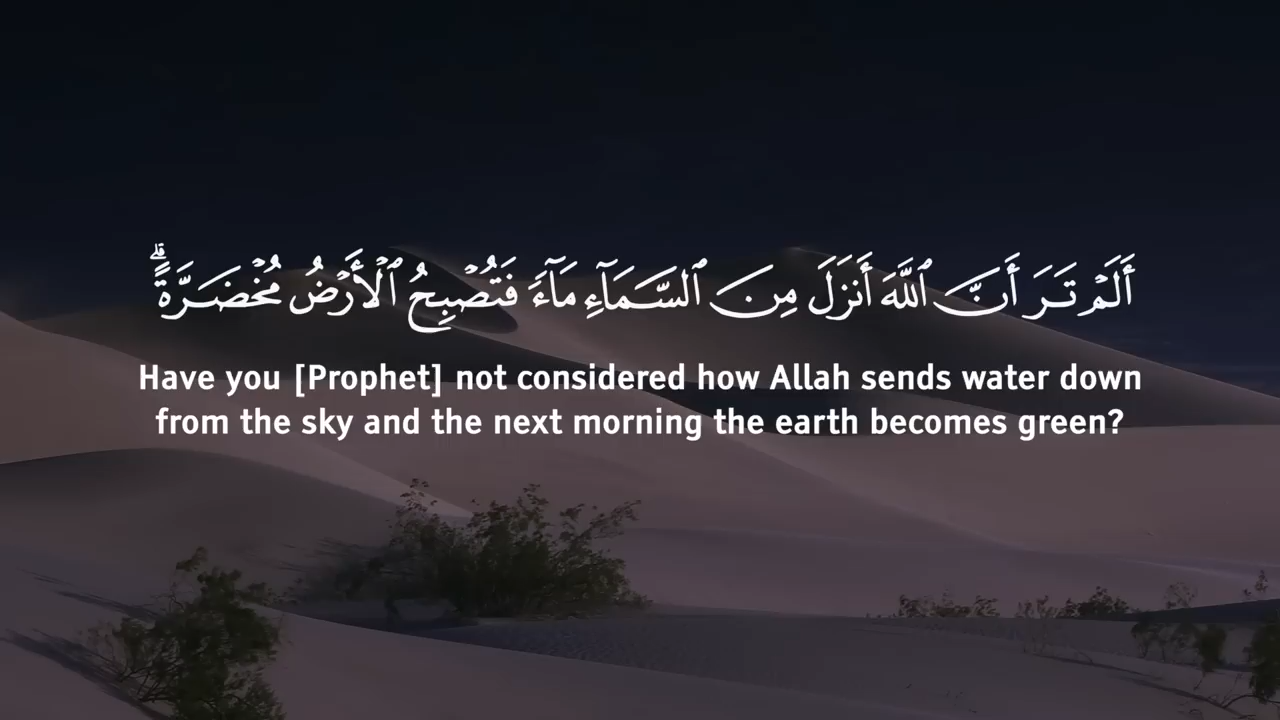 أَلَمْ تَرَ أَنَّ ٱللَّهَ أَنزَلَ مِنَ ٱلسَّمَآءِ مَآءً فَتُصْبِحُ ٱلْأَرْضُ مُخْضَرَّةً ۗ
Have you [Prophet] not considered how Allah sends water down
from the sky and the next morning the earth becomes green?